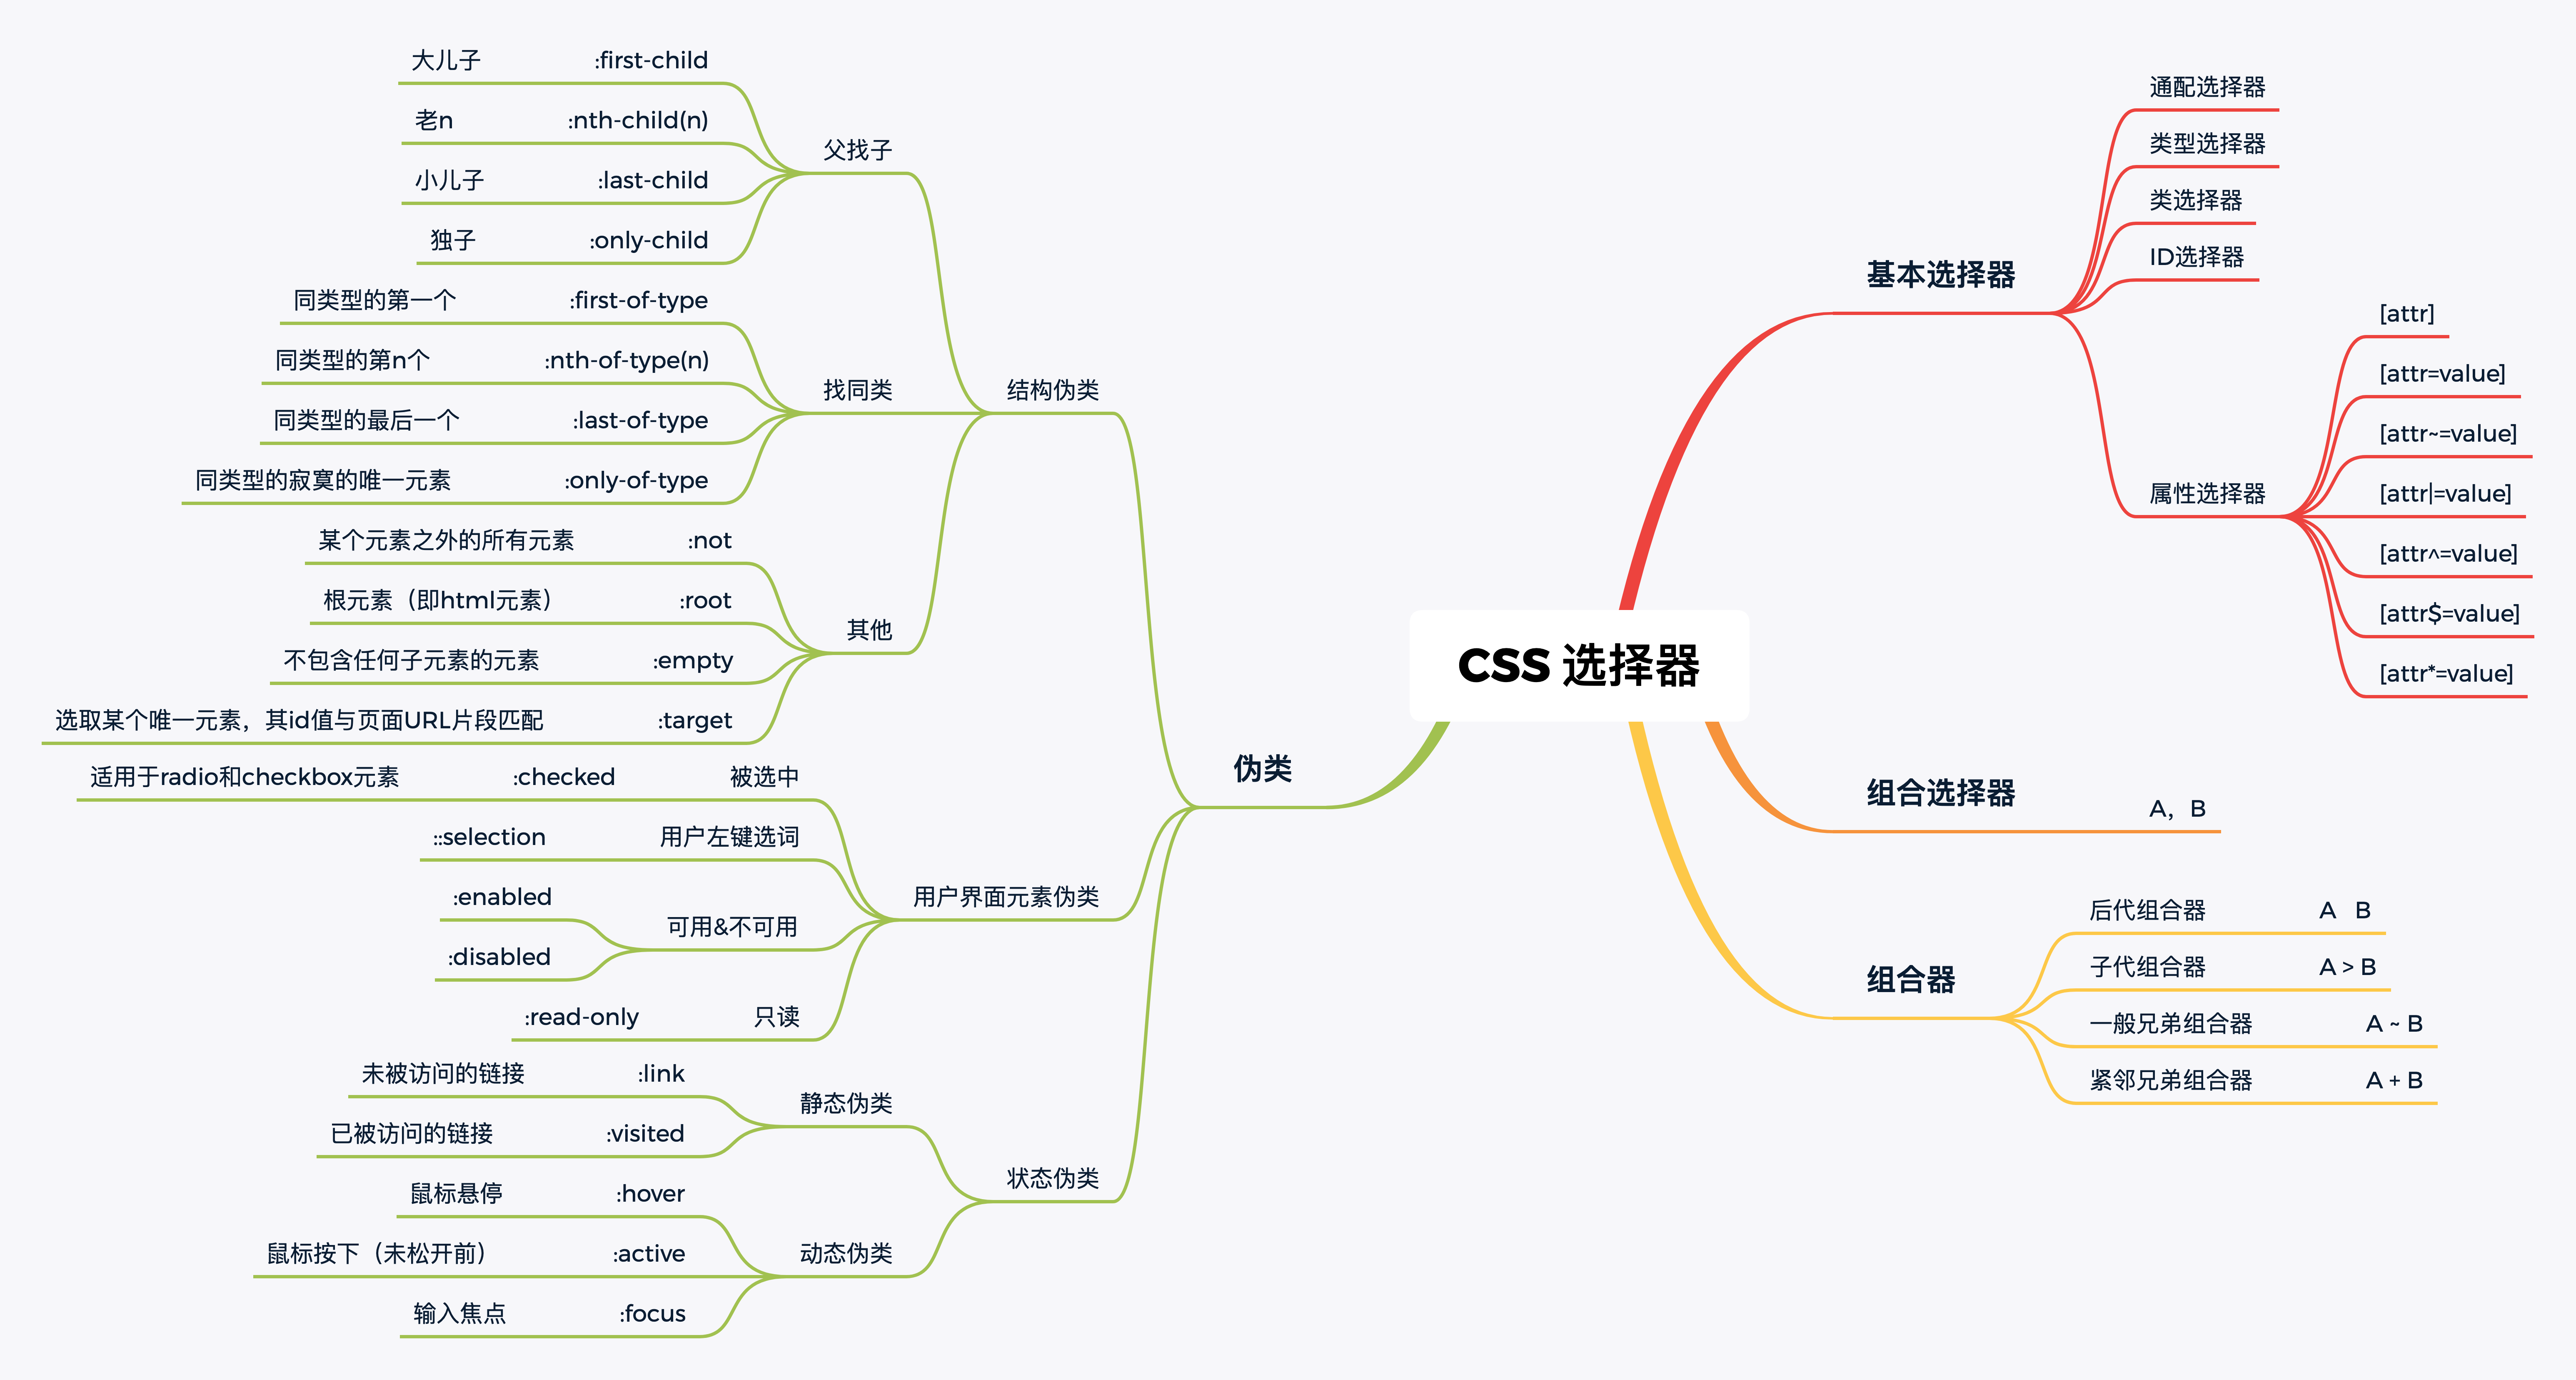 CSS 选择器
基本选择器
通配选择器
类型选择器
类选择器
ID选择器
属性选择器
[attr]
[attr=value]
[attr~=value]
[attr|=value]
[attr^=value]
[attr$=value]
[attr*=value]
组合选择器
A，B
组合器
后代组合器 A B
子代组合器 A > B
一般兄弟组合器 A ~ B
紧邻兄弟组合器 A + B
伪类
结构伪类
父找子
大儿子 :first-child
老n :nth-child(n)
小儿子 :last-child
独子 :only-child
找同类
同类型的第一个 :first-of-type
同类型的第n个 :nth-of-type(n)
同类型的最后一个 :last-of-type
同类型的寂寞的唯一元素 :only-of-type
其他
某个元素之外的所有元素 :not
根元素（即html元素） :root
不包含任何子元素的元素 :empty
选取某个唯一元素，其id值与页面URL片段匹配 :target
用户界面元素伪类
适用于radio和checkbox元素 :checked 被选中
::selection 用户左键选词
可用&不可用
:enabled
:disabled
:read-only 只读
状态伪类
静态伪类
未被访问的链接 :link
已被访问的链接 :visited
动态伪类
鼠标悬停 :hover
鼠标按下（未松开前） :active
输入焦点 :focus